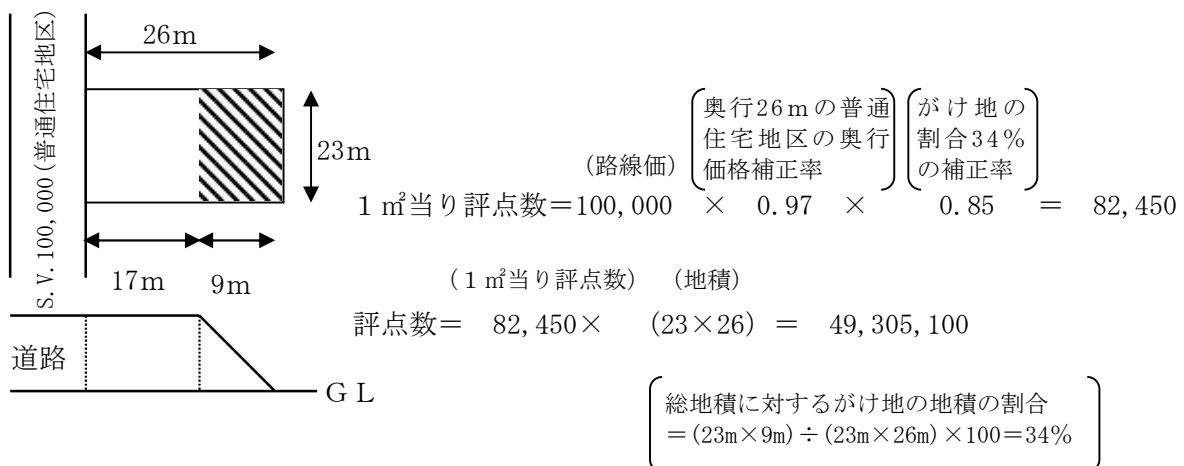 26m
S.V.100,000(普通住宅地区)
23m
17m 9m
道路
GL
奥行26mの普通
住宅地区の奥行
価格補正率
がけ地の
割合34%
の補正率
(路線価)
1㎡当り評点数=100,000 × 0.97 × 0.85 = 82,450
(1㎡当り評点数) (地積)
評点数= 82,450× (23×26) = 49,305,100
総地積に対するがけ地の地積の割合
=(23m×9m)÷(23m×26m)×100=34%